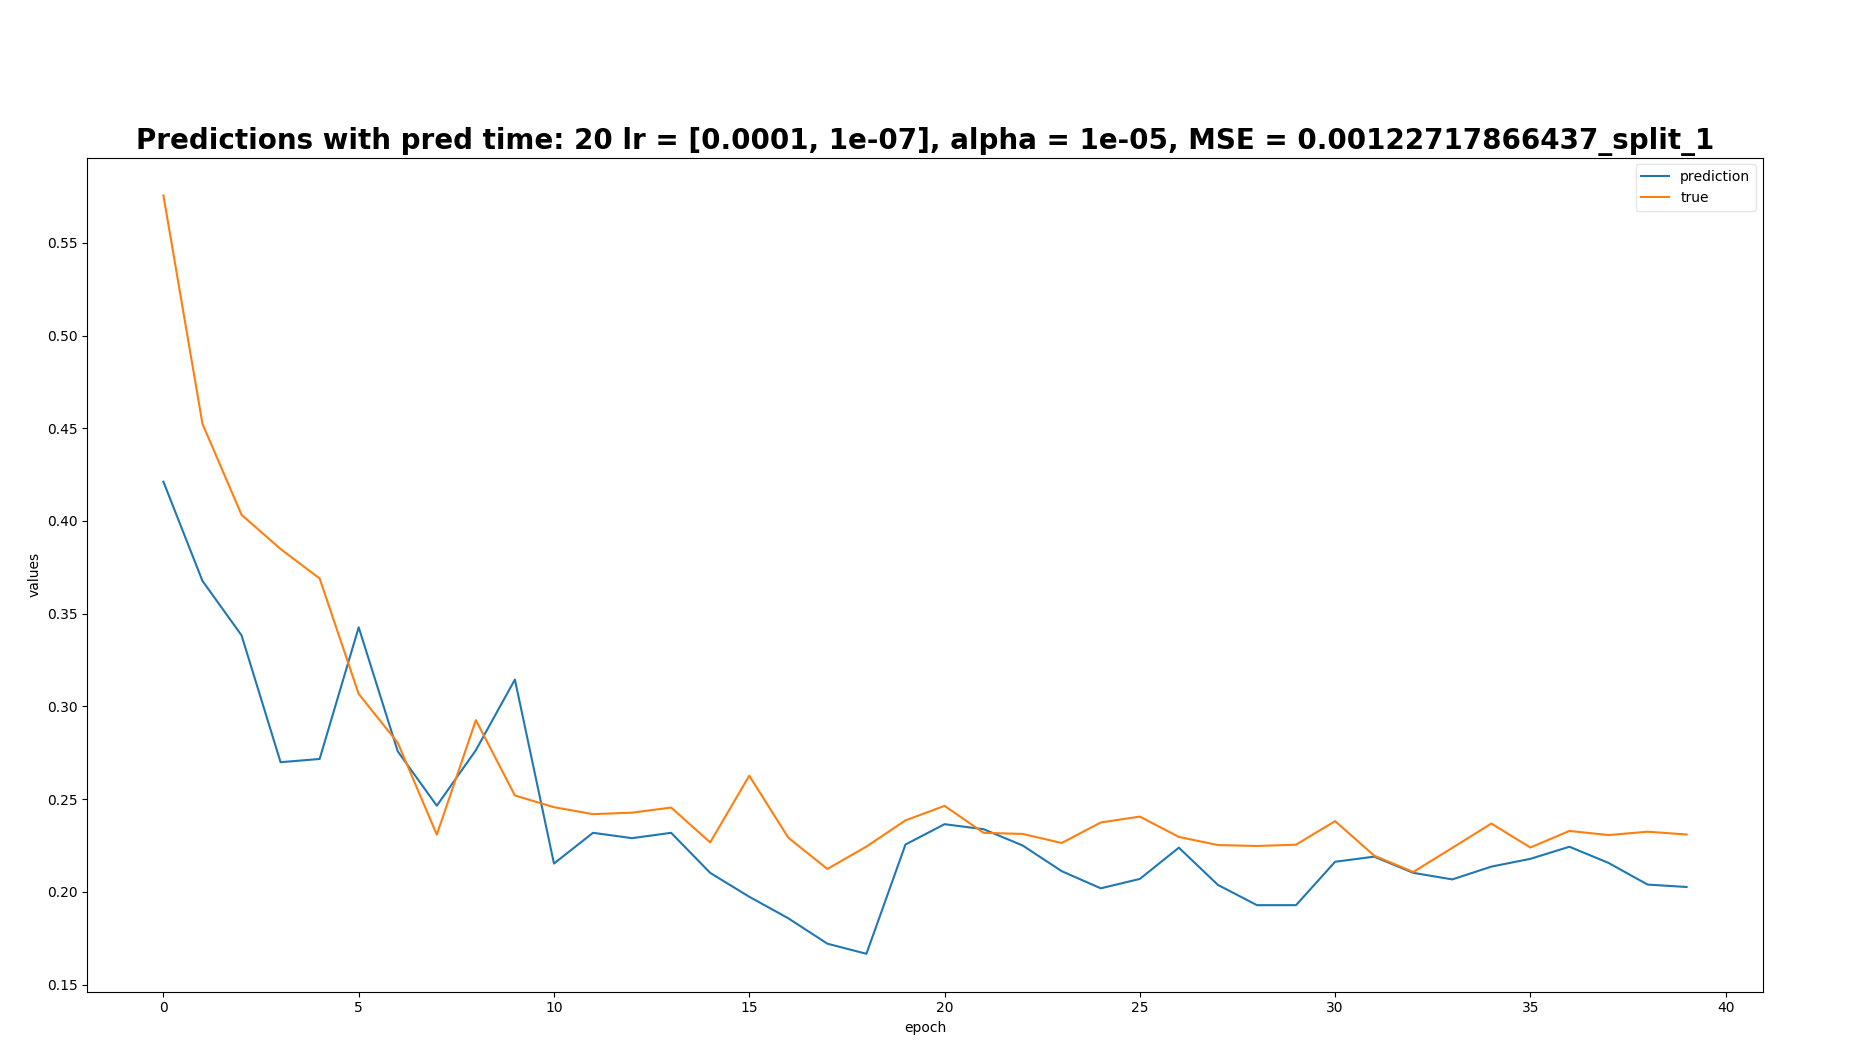 Predictions with pred time: 20 lr = [0.0001, 1e-07], alpha = 1e-05, MSE = 0.00122717866437_split_1
prediction
true
0.55
0.50
0.45
0.40
0.35
0.30
0.25
0.20
0.15
values
0 5 10 15 20 25 30 35 40
epoch